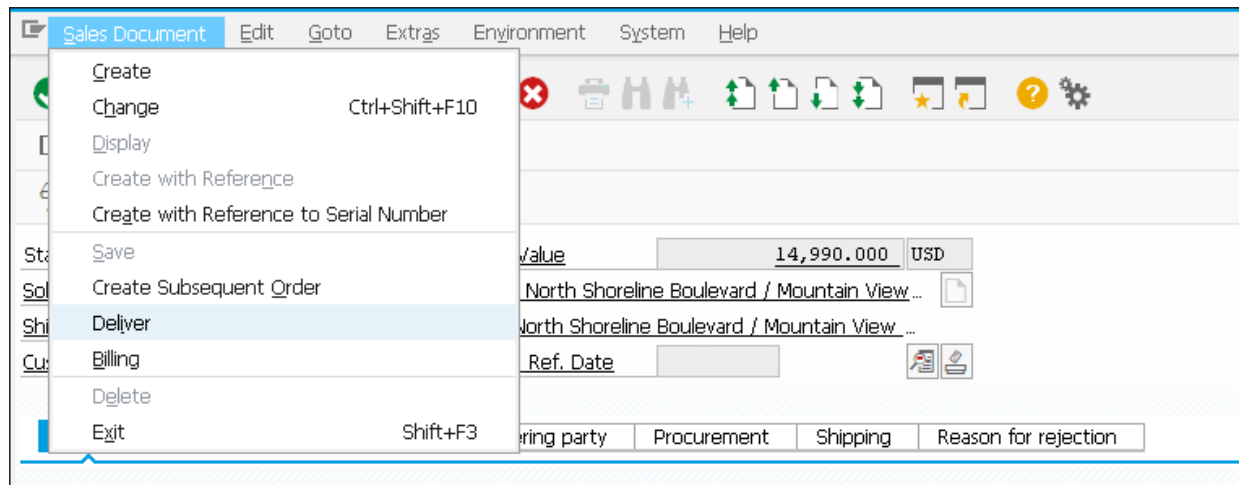 Sales Document Edit Goto Extras Environment System Help
Create
Change Ctrl+Shift+F10
Display
Create with Reference
Create with Reference to Serial Number
Save
Value 14,990.000 USD
Create Subsequent Order
North Shoreline Boulevard / Mountain View...
Deliver
North Shoreline Boulevard / Mountain View ...
Billing
Ref. Date
Delete
Exit Shift+F3
party Procurement Shipping Reason for rejection